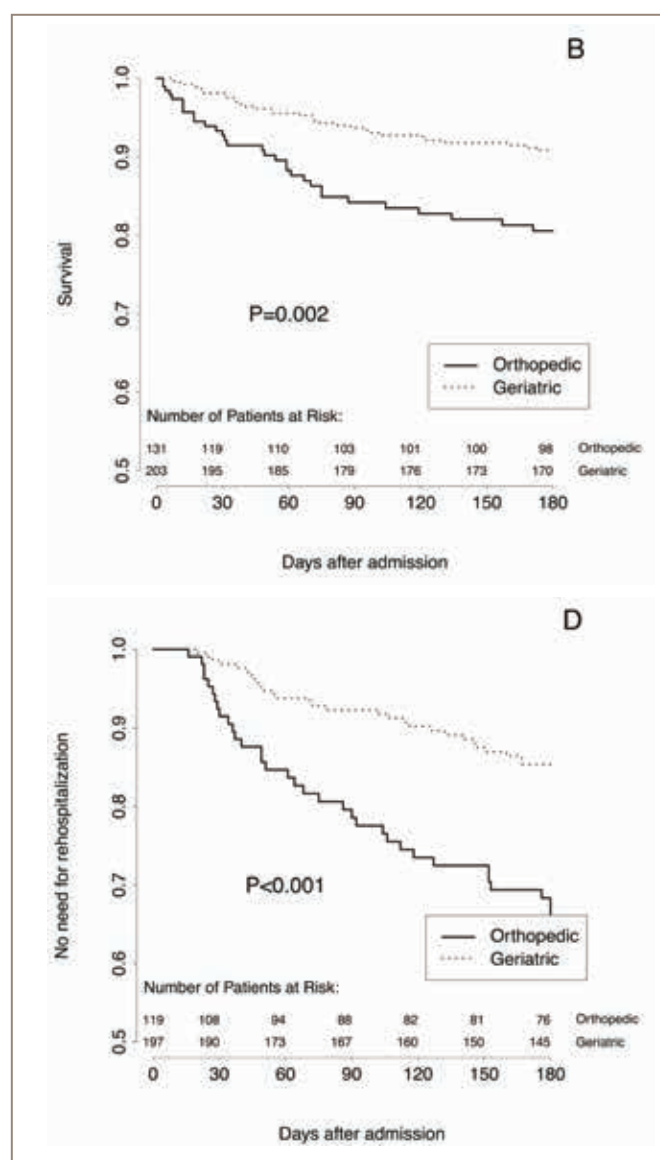 B
1.0
0.9
0.8
0.7
0.6
0.5
Survival
P=0.002
Orthopedic
Geriatric
Number of Patients at Risk:
131 119 110 103 101 100 98 Orthopedic
203 195 185 179 176 173 170 Geriatric
0 30 60 90 120 150 180
Days after admission
D
1.0
0.9
0.8
0.7
0.6
0.5
No need for rehospitalization
P<0.001
Orthopedic
Geriatric
Number of Patients at Risk:
119 108 94 88 82 81 76 Orthopedic
197 190 173 167 160 150 145 Geriatric
0 30 60 90 120 150 180
Days after admission